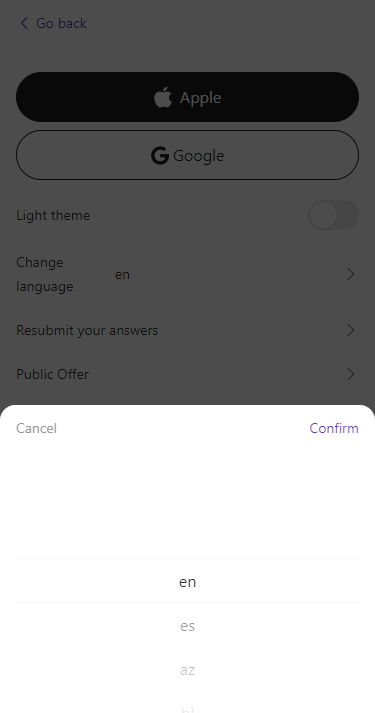 Go back
Apple
Google
Light theme
Change
language
en
Resubmit your answers
Public Offer
Cancel
Confirm
en
es
az